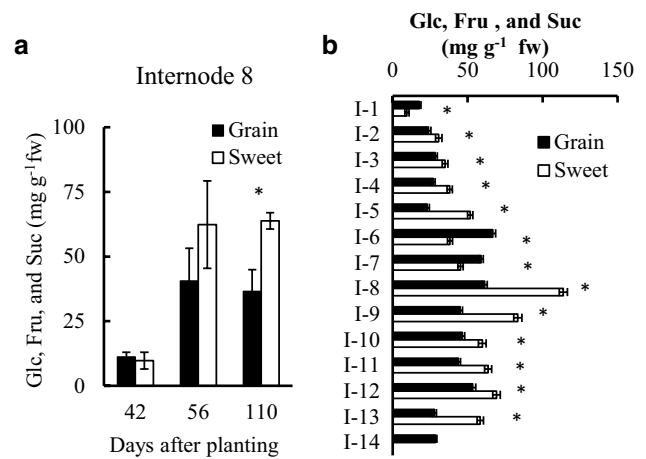 a
Internode 8
Glc, Fru, and Suc (mg g⁻¹fw)
100
75
50
25
0
Grain
Sweet
*
42 56 110
Days after planting
b
Glc, Fru , and Suc
(mg g⁻¹ fw)
0 50 100 150
Grain
Sweet
I-1 *
I-2 *
I-3 *
I-4 *
I-5 *
I-6 *
I-7 *
I-8 *
I-9 *
I-10 *
I-11 *
I-12 *
I-13 *
I-14